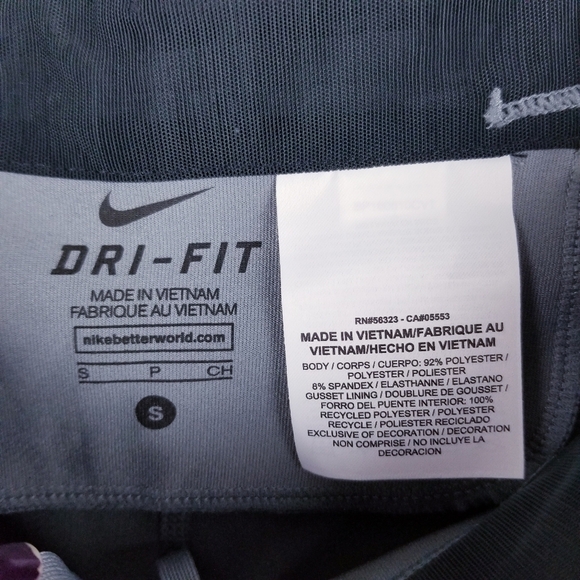 DRI-FIT
MADE IN VIETNAM
FABRIQUE AU VIETNAM
nikebetterworld.com
S P CH
S
RN#56323 - CA#05553
MADE IN VIETNAM/FABRIQUE AU
VIETNAM/HECHO EN VIETNAM
BODY / CORPS / CUERPO: 92% POLYESTER /
POLYESTER / POLIESTER
8% SPANDEX / ELASTHANNE / ELASTANO
GUSSET LINING / DOUBLURE DE GOUSSET /
FORRO DEL PUENTE INTERIOR: 100%
RECYCLED POLYESTER / POLYESTER
RECYCLE / POLIESTER RECICLADO
EXCLUSIVE OF DECORATION / DECORATION
NON COMPRISE / NO INCLUYE LA
DECORACION